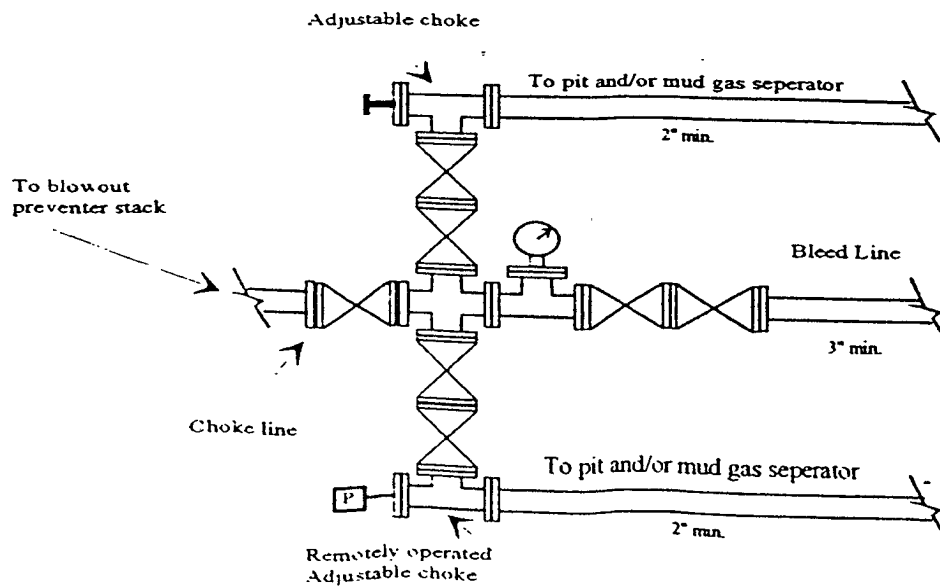 Adjustable choke
To pit and/or mud gas seperator
2" min.
To blowout
preventer stack
Bleed Line
3" min.
Choke line
To pit and/or mud gas seperator
P
2" min.
Remotely operated
Adjustable choke